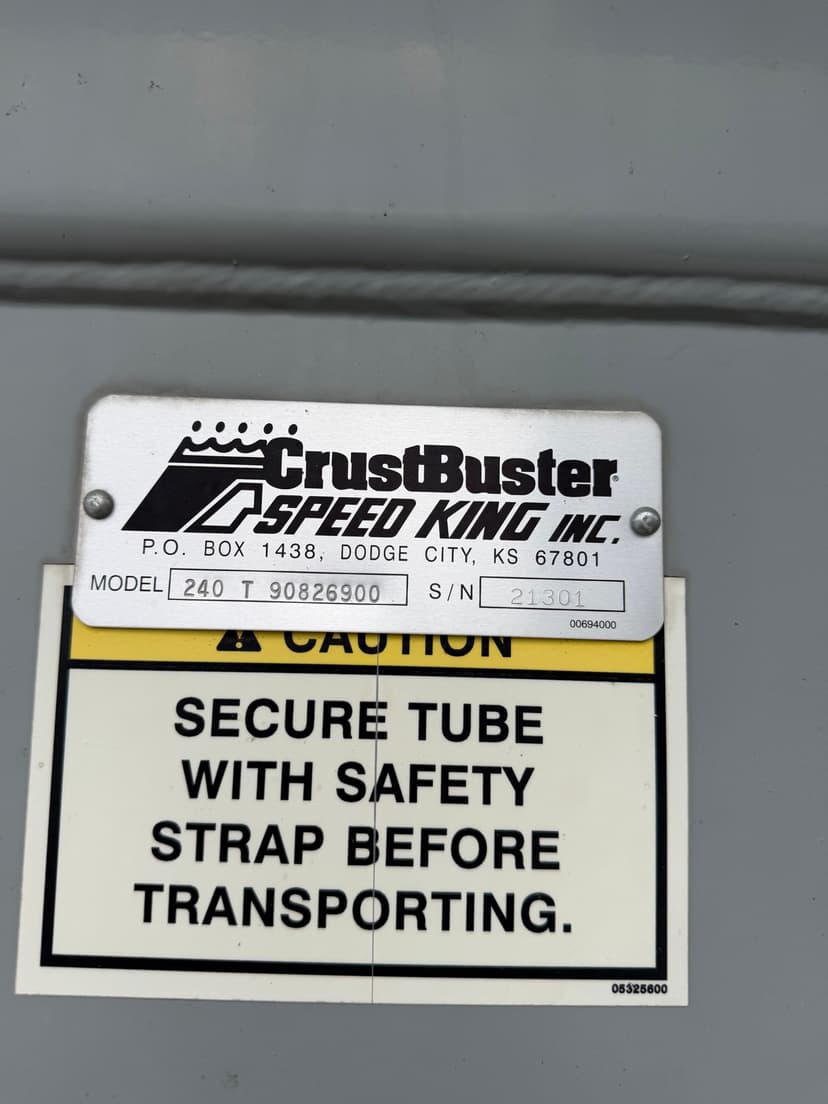 CrustBuster®
SPEED KING INC.
P.O. BOX 1438, DODGE CITY, KS 67801
MODEL 240 T 90826900 S/N 21301
00694000
CAUTION
SECURE TUBE
WITH SAFETY
STRAP BEFORE
TRANSPORTING.
05325600